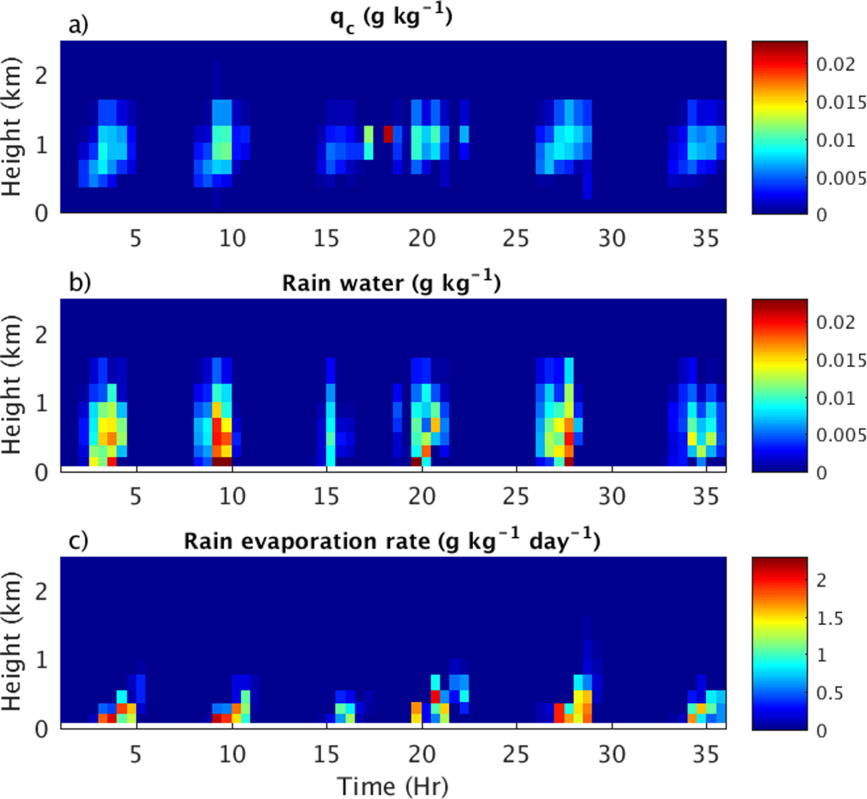 a) q_c (g kg⁻¹)
Height (km)
2
1
0
5 10 15 20 25 30 35
0.02
0.015
0.01
0.005
0
b) Rain water (g kg⁻¹)
Height (km)
2
1
0
5 10 15 20 25 30 35
0.02
0.015
0.01
0.005
0
c) Rain evaporation rate (g kg⁻¹ day⁻¹)
Height (km)
2
1
0
5 10 15 20 25 30 35
2
1.5
1
0.5
0
Time (Hr)